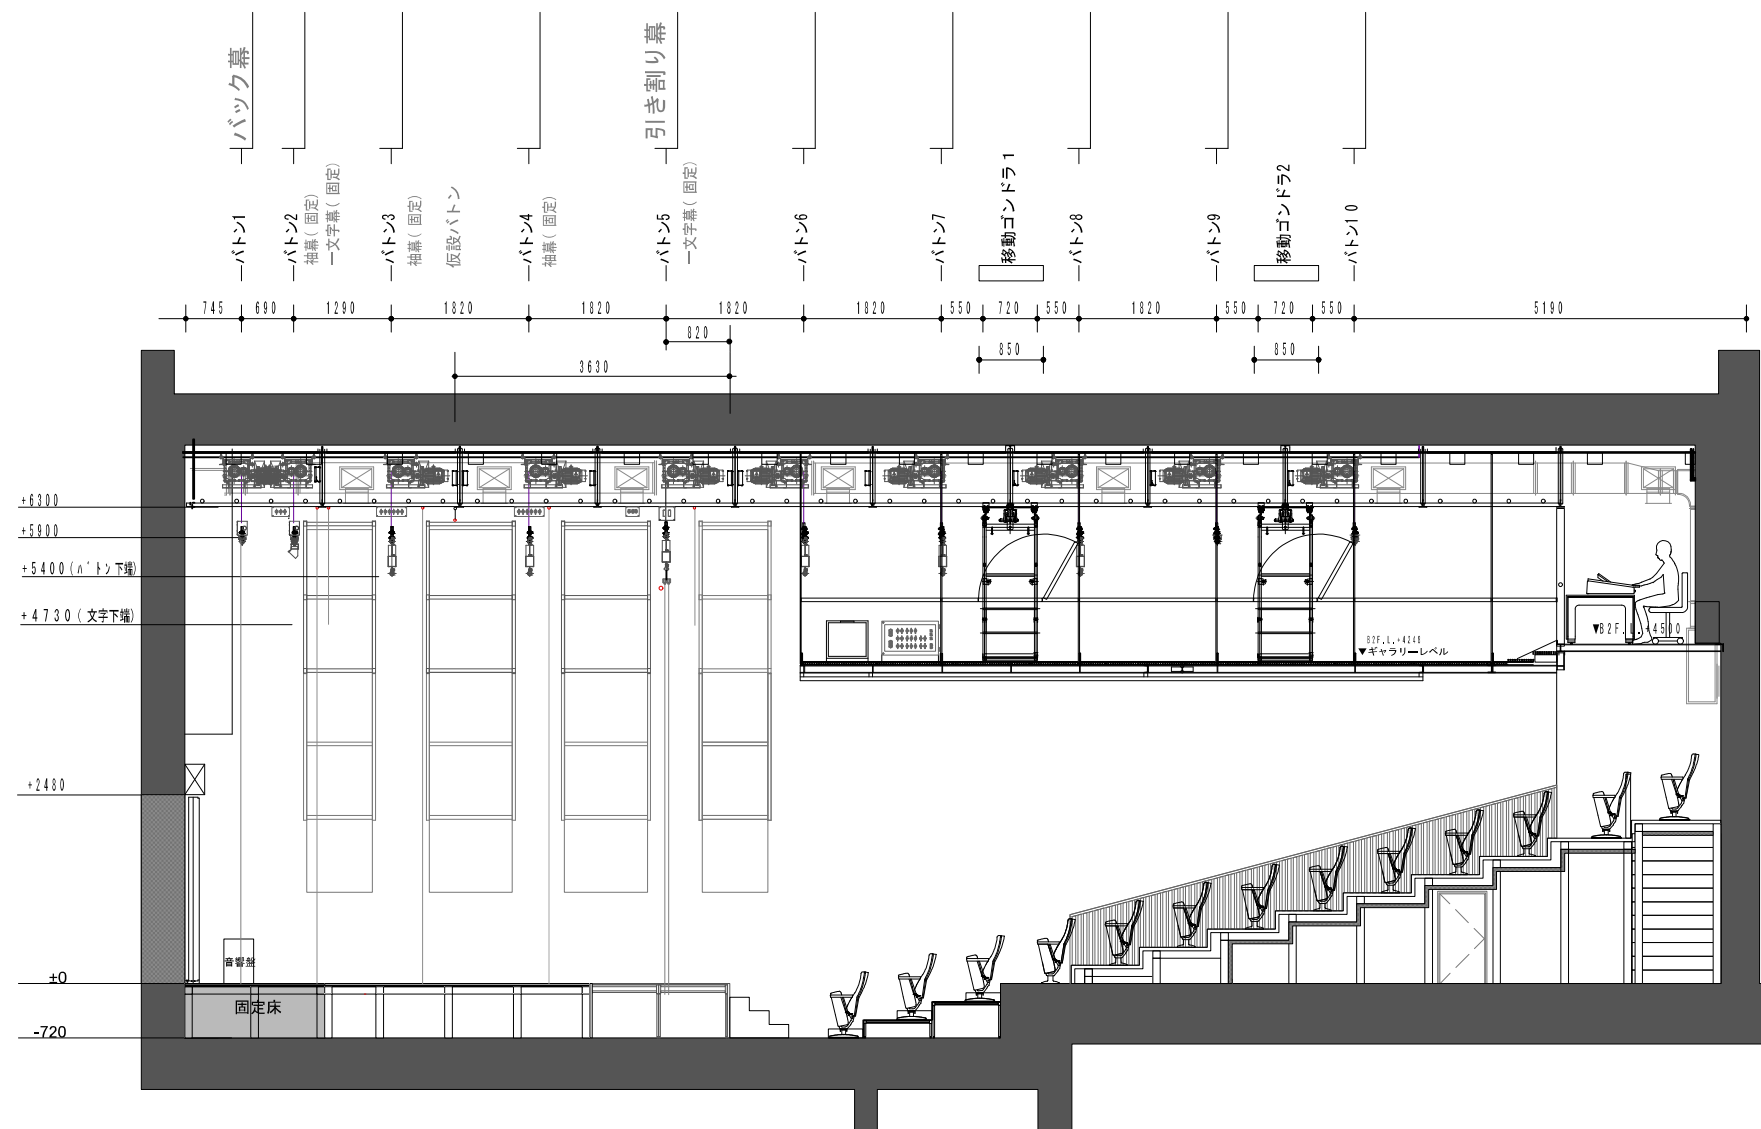 バック幕
引き割り幕
バトン1
バトン2
袖幕( 固定)
一文字幕( 固定)
バトン3
袖幕( 固定)
仮設バトン
バトン4
袖幕( 固定)
バトン5
一文字幕( 固定)
バトン6
バトン7
移動ゴンドラ1
バトン8
バトン9
移動ゴンドラ2
バトン10
745 690 1290 1820 1820 1820 1820 550 720 550 1820 550 720 550 5190
820
850 850
3630
+6300
+5900
+5400(バトン下端)
+4730( 文字下端)
▼B2F.L.+4500
B2F.L.+4248
▼ギャラリーレベル
+2480
音響盤
±0
固定床
-720